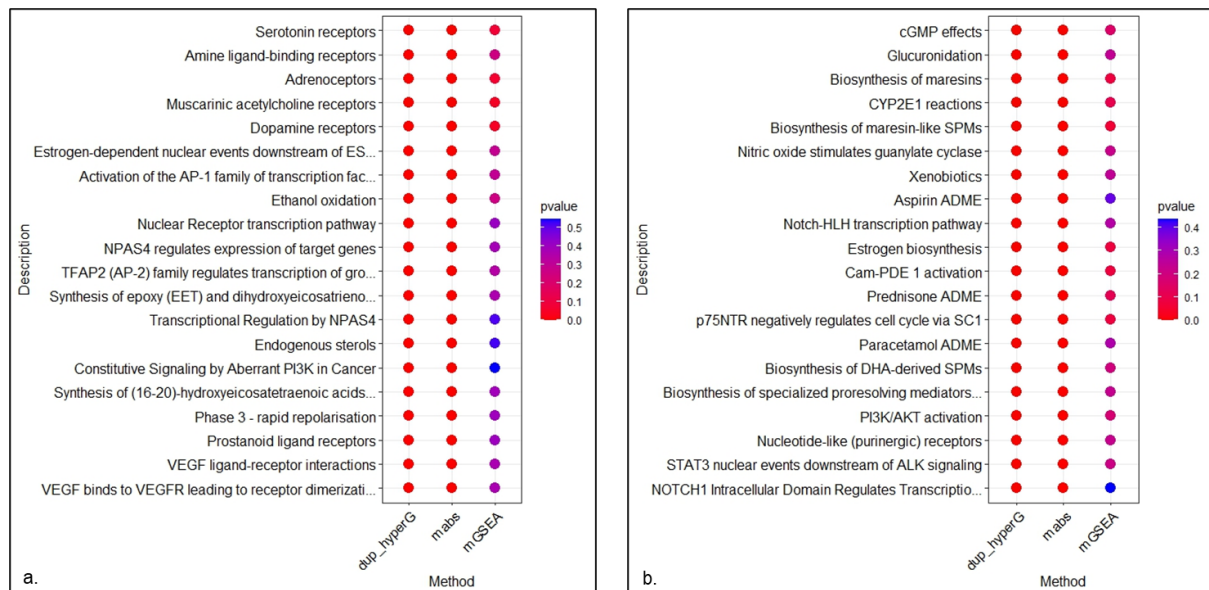 Serotonin receptors
Amine ligand-binding receptors
Adrenoceptors
Muscarinic acetylcholine receptors
Dopamine receptors
Estrogen-dependent nuclear events downstream of ES...
Activation of the AP-1 family of transcription fac...
Ethanol oxidation
Nuclear Receptor transcription pathway
NPAS4 regulates expression of target genes
TFAP2 (AP-2) family regulates transcription of gro...
Synthesis of epoxy (EET) and dihydroxyeicosatrieno...
Transcriptional Regulation by NPAS4
Endogenous sterols
Constitutive Signaling by Aberrant PI3K in Cancer
Synthesis of (16-20)-hydroxyeicosatetraenoic acids...
Phase 3 - rapid repolarisation
Prostanoid ligand receptors
VEGF ligand-receptor interactions
VEGF binds to VEGFR leading to receptor dimerizati...
Description
dup_hyperG
mabs
mGSEA
Method
pvalue
0.5
0.4
0.3
0.2
0.1
0.0
a.
cGMP effects
Glucuronidation
Biosynthesis of maresins
CYP2E1 reactions
Biosynthesis of maresin-like SPMs
Nitric oxide stimulates guanylate cyclase
Xenobiotics
Aspirin ADME
Notch-HLH transcription pathway
Estrogen biosynthesis
Cam-PDE 1 activation
Prednisone ADME
p75NTR negatively regulates cell cycle via SC1
Paracetamol ADME
Biosynthesis of DHA-derived SPMs
Biosynthesis of specialized proresolving mediators...
PI3K/AKT activation
Nucleotide-like (purinergic) receptors
STAT3 nuclear events downstream of ALK signaling
NOTCH1 Intracellular Domain Regulates Transcriptio...
Description
dup_hyperG
mabs
mGSEA
Method
pvalue
0.4
0.3
0.2
0.1
0.0
b.